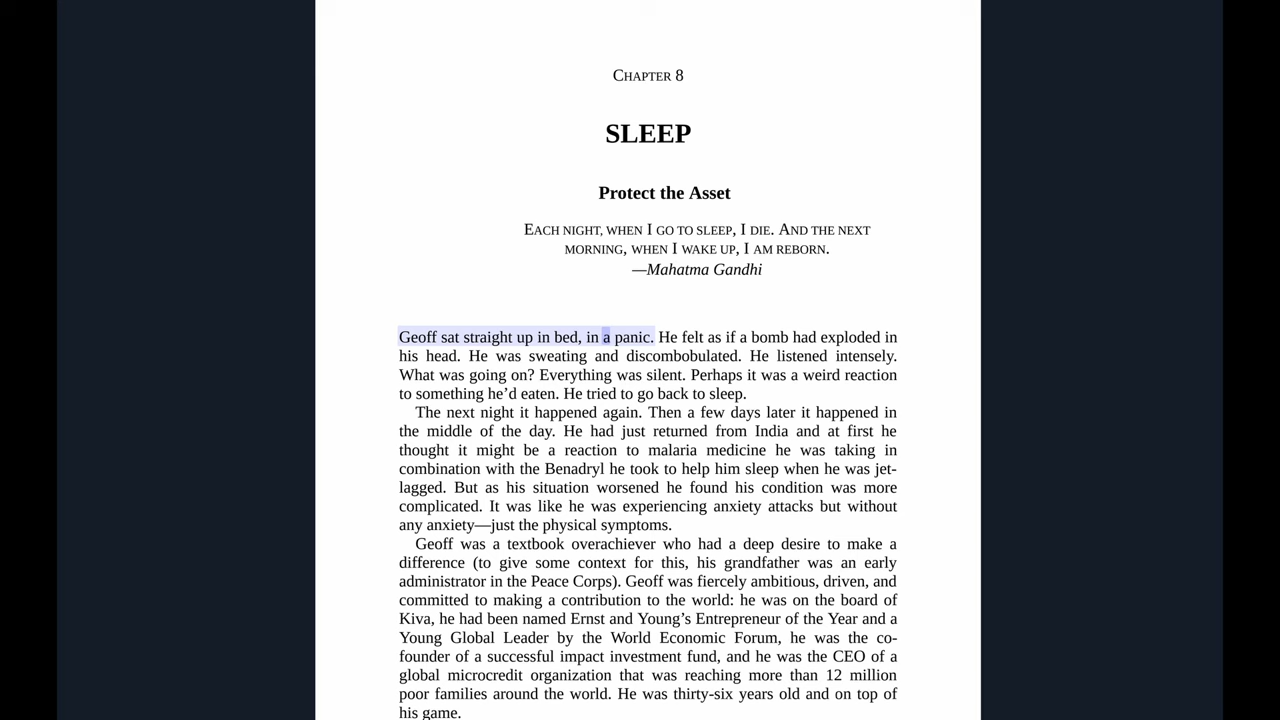 CHAPTER 8
SLEEP
Protect the Asset
EACH NIGHT, WHEN I GO TO SLEEP, I DIE. AND THE NEXT
MORNING, WHEN I WAKE UP, I AM REBORN.
—Mahatma Gandhi
Geoff sat straight up in bed, in a panic. He felt as if a bomb had exploded in
his head. He was sweating and discombobulated. He listened intensely.
What was going on? Everything was silent. Perhaps it was a weird reaction
to something he’d eaten. He tried to go back to sleep.
The next night it happened again. Then a few days later it happened in
the middle of the day. He had just returned from India and at first he
thought it might be a reaction to malaria medicine he was taking in
combination with the Benadryl he took to help him sleep when he was jet-
lagged. But as his situation worsened he found his condition was more
complicated. It was like he was experiencing anxiety attacks but without
any anxiety—just the physical symptoms.
Geoff was a textbook overachiever who had a deep desire to make a
difference (to give some context for this, his grandfather was an early
administrator in the Peace Corps). Geoff was fiercely ambitious, driven, and
committed to making a contribution to the world: he was on the board of
Kiva, he had been named Ernst and Young’s Entrepreneur of the Year and a
Young Global Leader by the World Economic Forum, he was the co-
founder of a successful impact investment fund, and he was the CEO of a
global microcredit organization that was reaching more than 12 million
poor families around the world. He was thirty-six years old and on top of
his game.